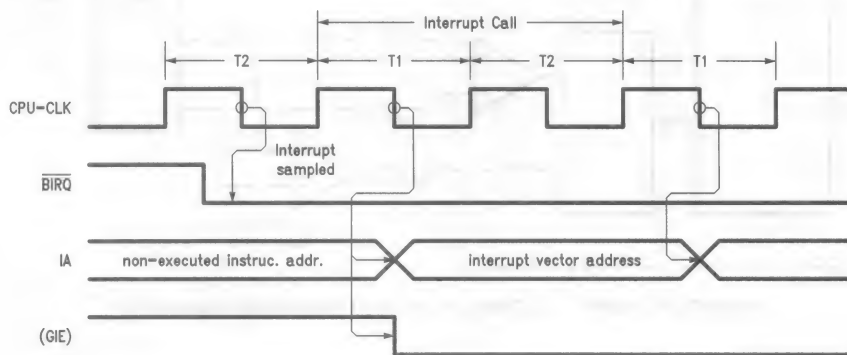 Interrupt Call
T2 T1 T2 T1
CPU-CLK
Interrupt
sampled
BIRQ
IA
non-executed instruc. addr.
interrupt vector address
(GIE)